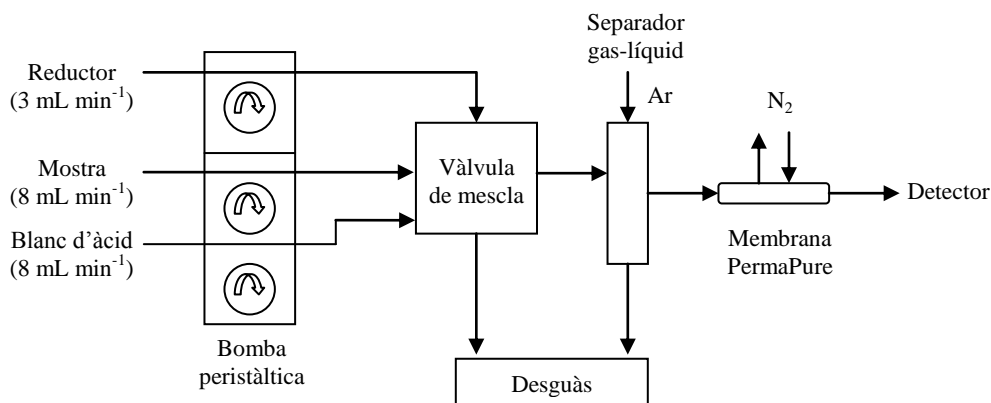 Reductor
(3 mL min⁻¹)
Mostra
(8 mL min⁻¹)
Blanc d'àcid
(8 mL min⁻¹)
Bomba
peristàltica
Vàlvula
de mescla
Separador
gas-líquid
Ar
N₂
Detector
Membrana
PermaPure
Desguàs